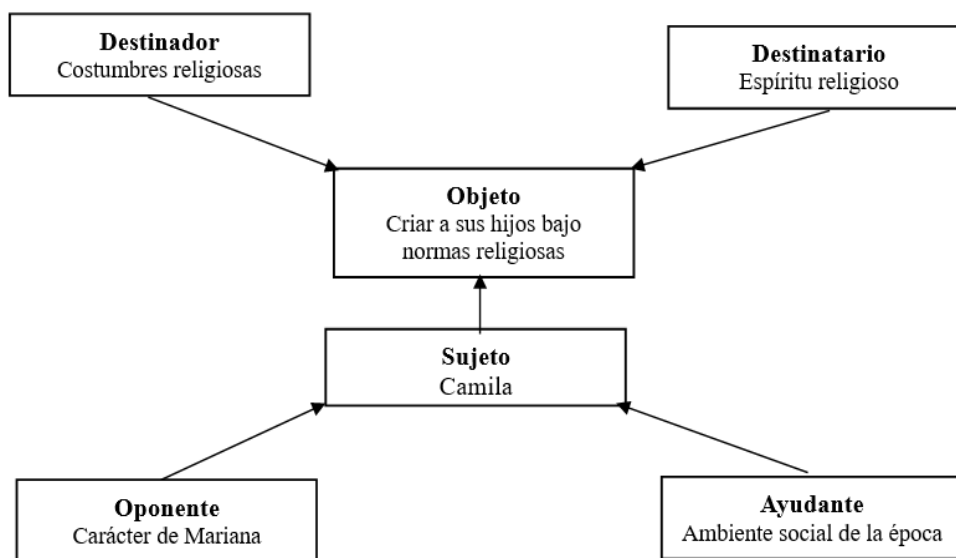 Destinador
Costumbres religiosas
Destinatario
Espíritu religioso
Objeto
Criar a sus hijos bajo
normas religiosas
Sujeto
Camila
Oponente
Carácter de Mariana
Ayudante
Ambiente social de la época